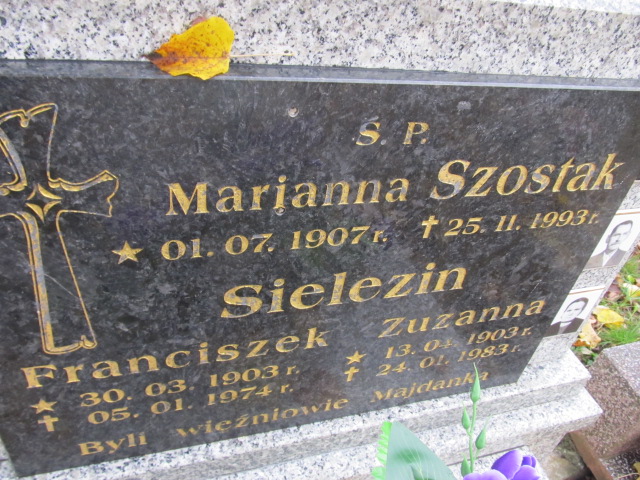 Ś. P.
Marianna Szostak
★ 01. 07. 1907 r. ✝ 25. 11. 1993 r.
Sielezin
Franciszek Zuzanna
★ 30. 03. 1903 r. ★ 13. 04. 1903 r.
✝ 05. 01. 1974 r. ✝ 24. 01. 1983 r.
Byli więźniowie Majdanka